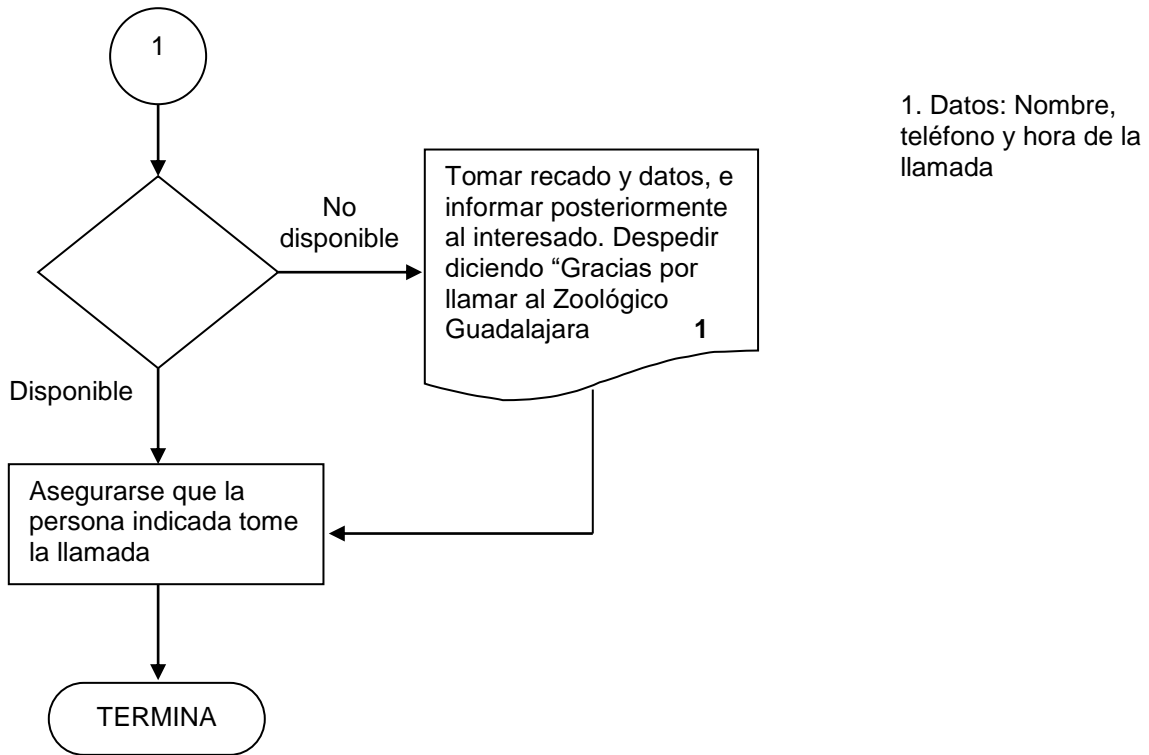 1
1. Datos: Nombre,
teléfono y hora de la
llamada
No
disponible
Tomar recado y datos, e
informar posteriormente
al interesado. Despedir
diciendo “Gracias por
llamar al Zoológico
Guadalajara 1
Disponible
Asegurarse que la
persona indicada tome
la llamada
TERMINA